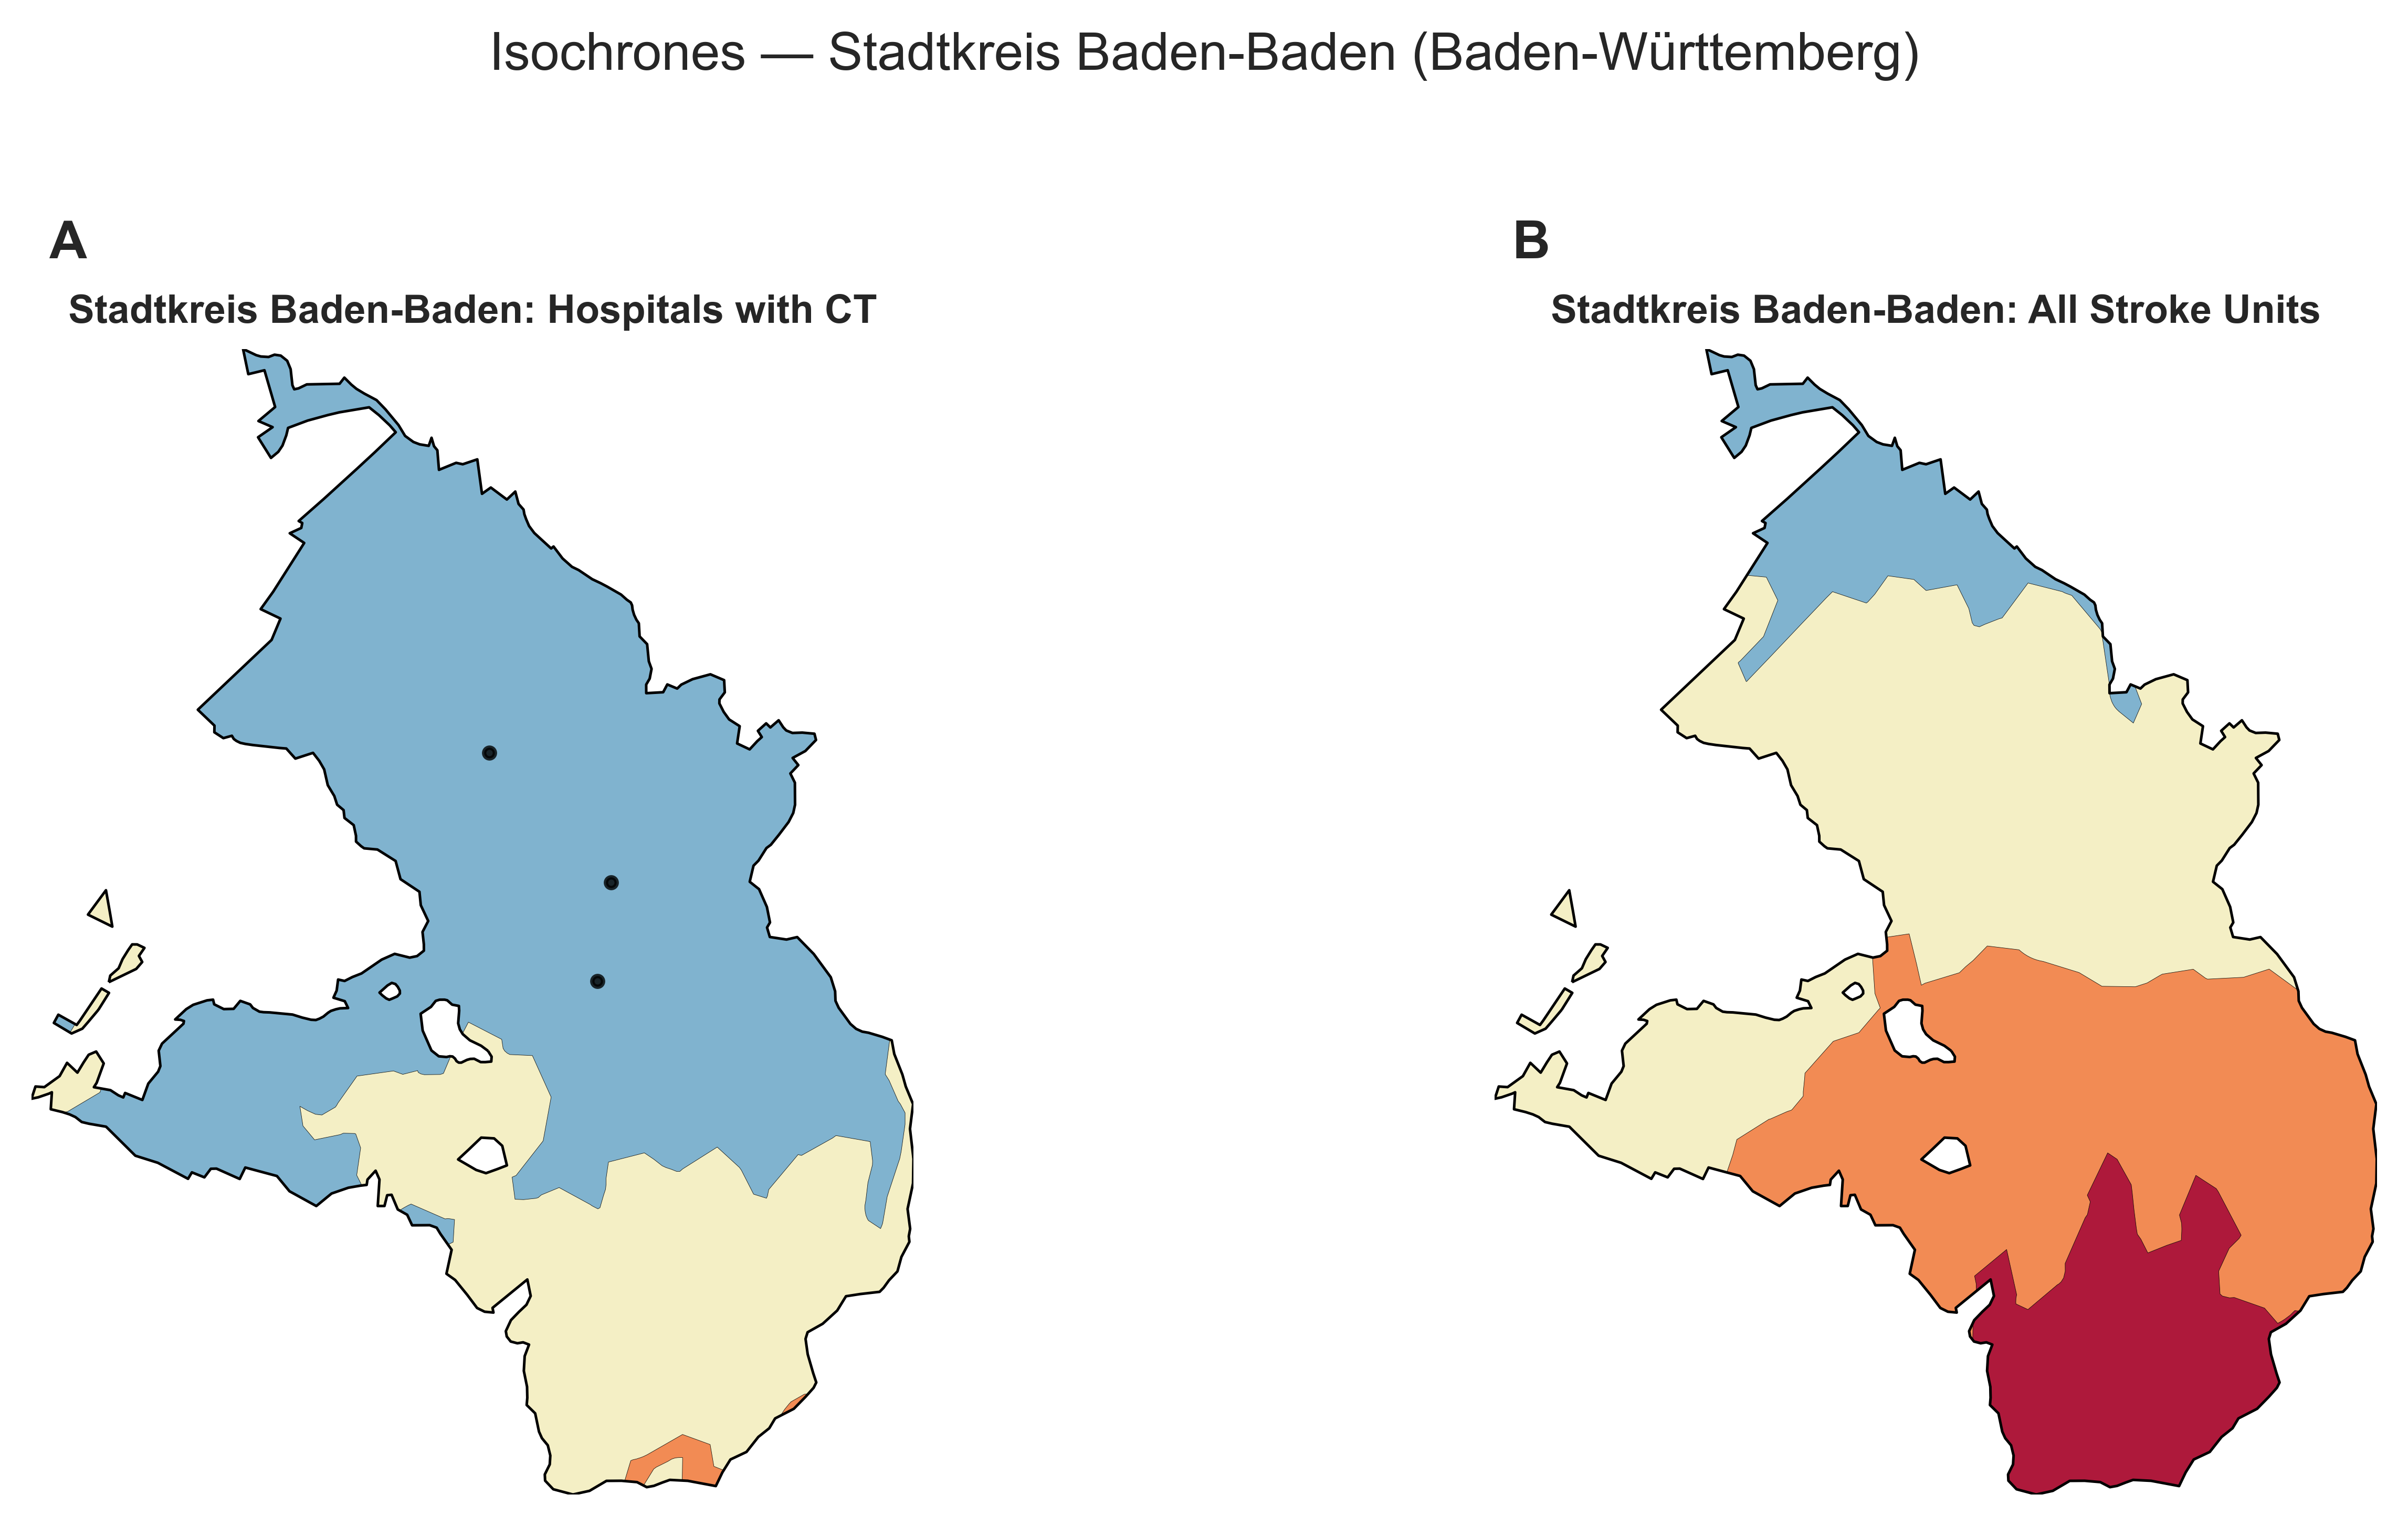 Isochrones — Stadtkreis Baden-Baden (Baden-Württemberg)
A
Stadtkreis Baden-Baden: Hospitals with CT
B
Stadtkreis Baden-Baden: All Stroke Units